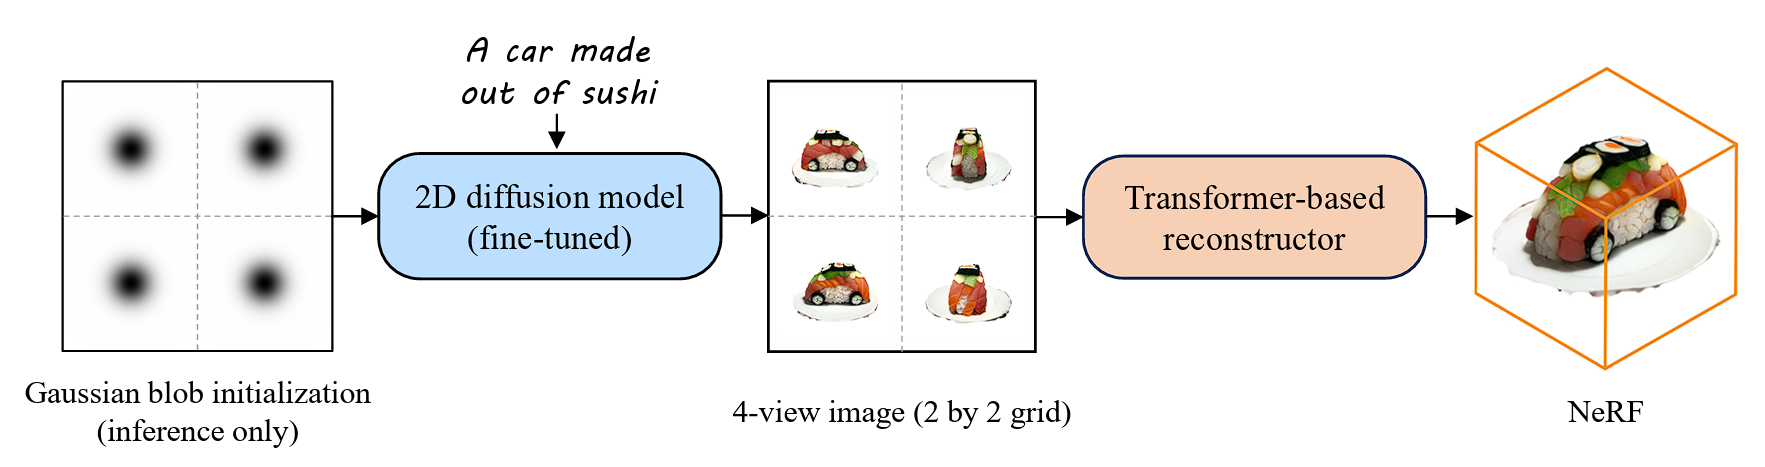 A car made
out of sushi
2D diffusion model
(fine-tuned)
Transformer-based
reconstructor
Gaussian blob initialization
(inference only)
4-view image (2 by 2 grid)
NeRF